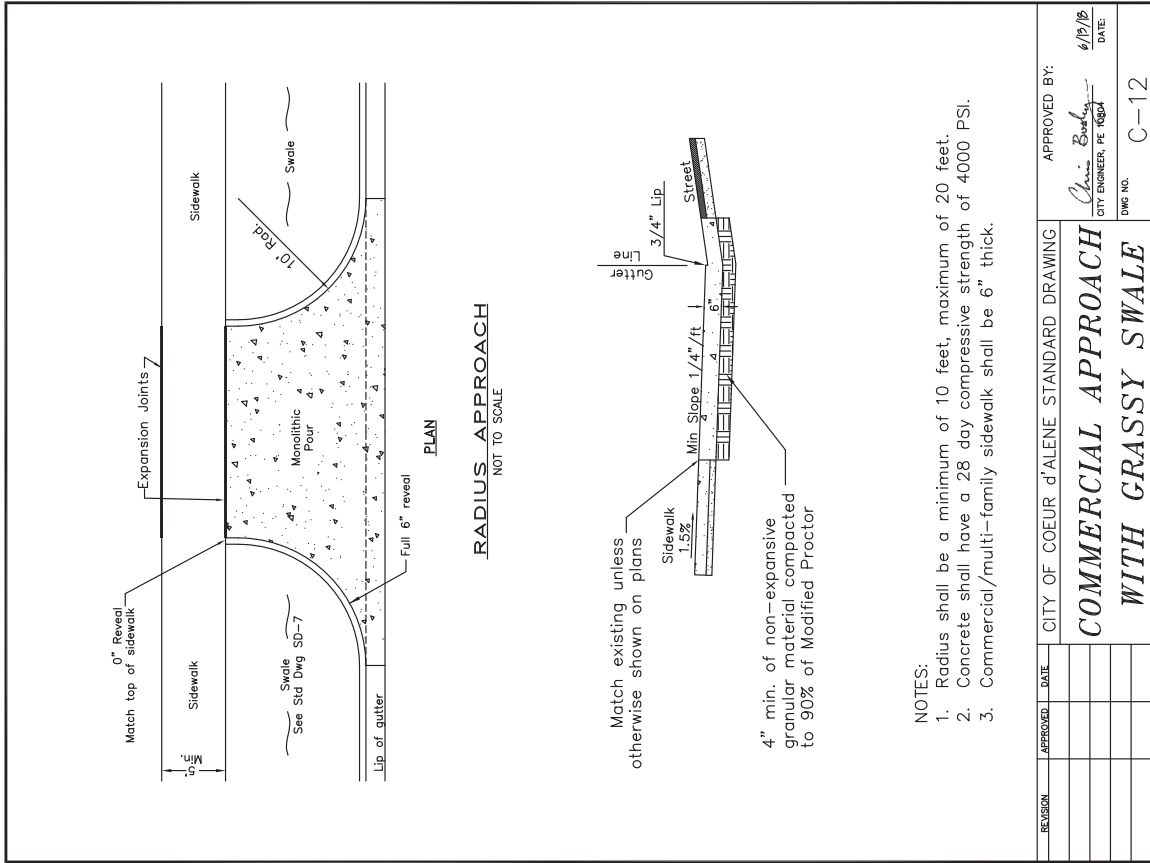 0" Reveal
Match top of sidewalk
Expansion Joints
5'
Min.
Sidewalk
Sidewalk
Swale
See Std Dwg SD-7
Monolithic
Pour
10' Rad.
Swale
Lip of gutter
Full 6" reveal
PLAN
RADIUS APPROACH
NOT TO SCALE
Match existing unless
otherwise shown on plans
Sidewalk
1.5%
Min Slope 1/4"/ft
6"
Gutter
Line
3/4" Lip
Street
4" min. of non-expansive
granular material compacted
to 90% of Modified Proctor
NOTES:
1. Radius shall be a minimum of 10 feet, maximum of 20 feet.
2. Concrete shall have a 28 day compressive strength of 4000 PSI.
3. Commercial/multi-family sidewalk shall be 6" thick.
REVISION APPROVED DATE
CITY OF COEUR d'ALENE STANDARD DRAWING
COMMERCIAL APPROACH
WITH GRASSY SWALE
APPROVED BY:
Chris Bosley 6/13/18
CITY ENGINEER, PE 10804 DATE:
DWG NO.
C-12